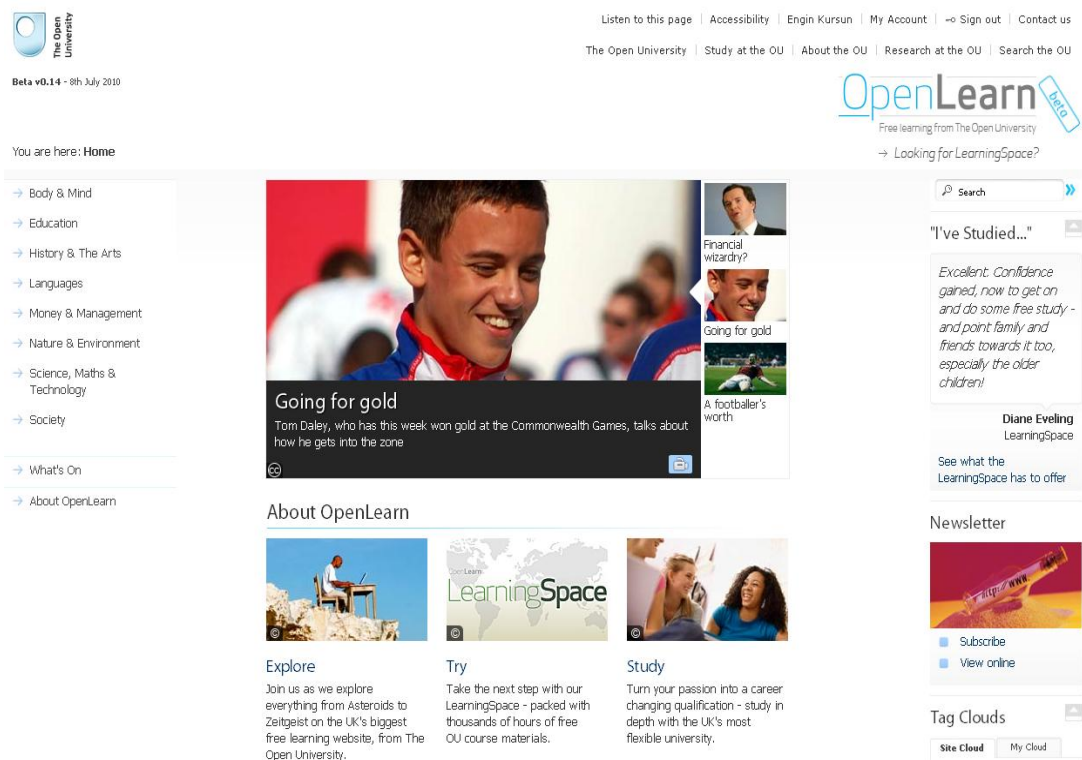 The Open
University
Listen to this page | Accessibility | Engin Kursun | My Account | Sign out | Contact us
The Open University | Study at the OU | About the OU | Research at the OU | Search the OU
Beta v0.14 - 8th July 2010
OpenLearn
beta
Free learning from The Open University
→ Looking for LearningSpace?
You are here: Home
→ Body & Mind
→ Education
→ History & The Arts
→ Languages
→ Money & Management
→ Nature & Environment
→ Science, Maths &
Technology
→ Society
→ What's On
→ About OpenLearn
Going for gold
Tom Daley, who has this week won gold at the Commonwealth Games, talks about
how he gets into the zone
cc
Financial
wizardry?
Going for gold
A footballer's
worth
About OpenLearn
©
Explore
Join us as we explore
everything from Asteroids to
Zeitgeist on the UK's biggest
free learning website, from The
Open University.
OpenLearn
LearningSpace
©
Try
Take the next step with our
LearningSpace - packed with
thousands of hours of free
OU course materials.
©
Study
Turn your passion into a career
changing qualification - study in
depth with the UK's most
flexible university.
Search
"I've Studied..."
Excellent. Confidence
gained, now to get on
and do some free study -
and point family and
friends towards it too,
especially the older
children!
Diane Eveling
LearningSpace
See what the
LearningSpace has to offer
Newsletter
http:// www.
Subscribe
View online
Tag Clouds
Site Cloud
My Cloud